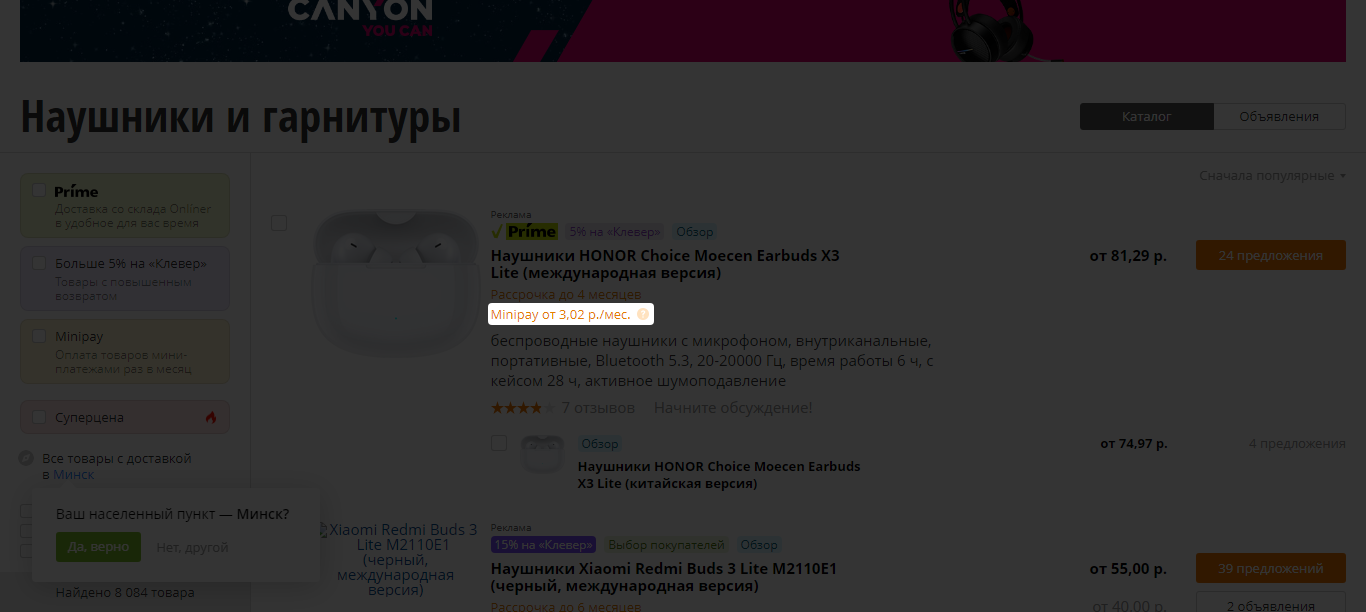 CANYON
YOU CAN
Наушники и гарнитуры
Каталог
Объявления
Сначала популярные
Prime
Доставка со склада Onliner
в удобное для вас время
Больше 5% на «Клевер»
Товары с повышенным
возвратом
Minipay
Оплата товаров мини-
платежами раз в месяц
Суперцена
Все товары с доставкой
в Минск
Ваш населенный пункт — Минск?
Да, верно
Нет, другой
Найдено 8 084 товара
Реклама
Prime 5% на «Клевер» Обзор
Наушники HONOR Choice Moecen Earbuds X3
Lite (международная версия)
Рассрочка до 4 месяцев
Minipay от 3,02 р./мес. ?
беспроводные наушники с микрофоном, внутриканальные,
портативные, Bluetooth 5.3, 20-20000 Гц, время работы 6 ч, с
кейсом 28 ч, активное шумоподавление
7 отзывов Начните обсуждение!
от 81,29 р.
24 предложения
Обзор
Наушники HONOR Choice Moecen Earbuds
X3 Lite (китайская версия)
от 74,97 р.
4 предложения
Xiaomi Redmi Buds 3
Lite M2110E1
(черный,
международная
версия)
Реклама
15% на «Клевер» Выбор покупателей Обзор
Наушники Xiaomi Redmi Buds 3 Lite M2110E1
(черный, международная версия)
Рассрочка до 6 месяцев
от 55,00 р.
39 предложений
от 40,00 р.
2 объявления